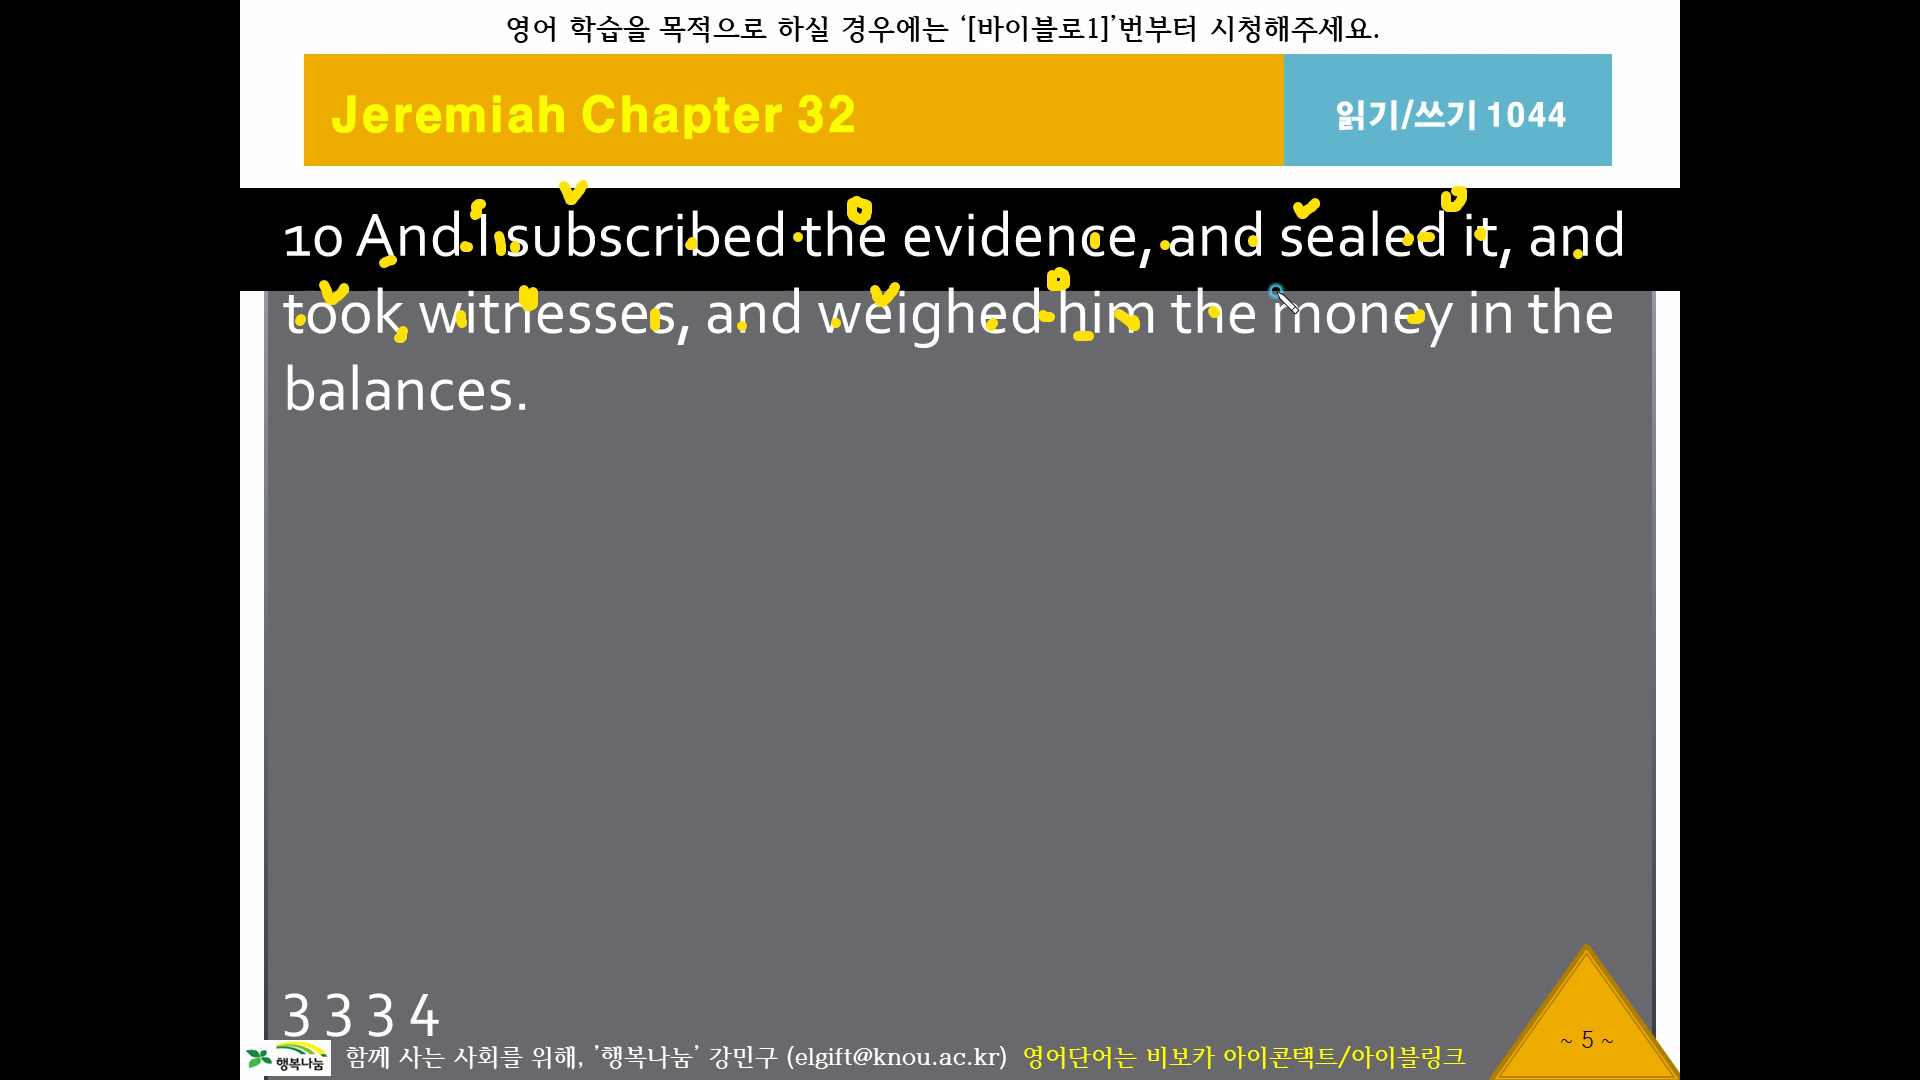 영어 학습을 목적으로 하실 경우에는 ‘[바이블로1]’번부터 시청해주세요.
Jeremiah Chapter 32
읽기/쓰기 1044
10 And I subscribed the evidence, and sealed it, and
took witnesses, and weighed him the money in the
balances.
3 3 3 4
~ 5 ~
행복나눔
함께 사는 사회를 위해, ’행복나눔’ 강민구 (elgift@knou.ac.kr) 영어단어는 비보카 아이콘택트/아이블링크